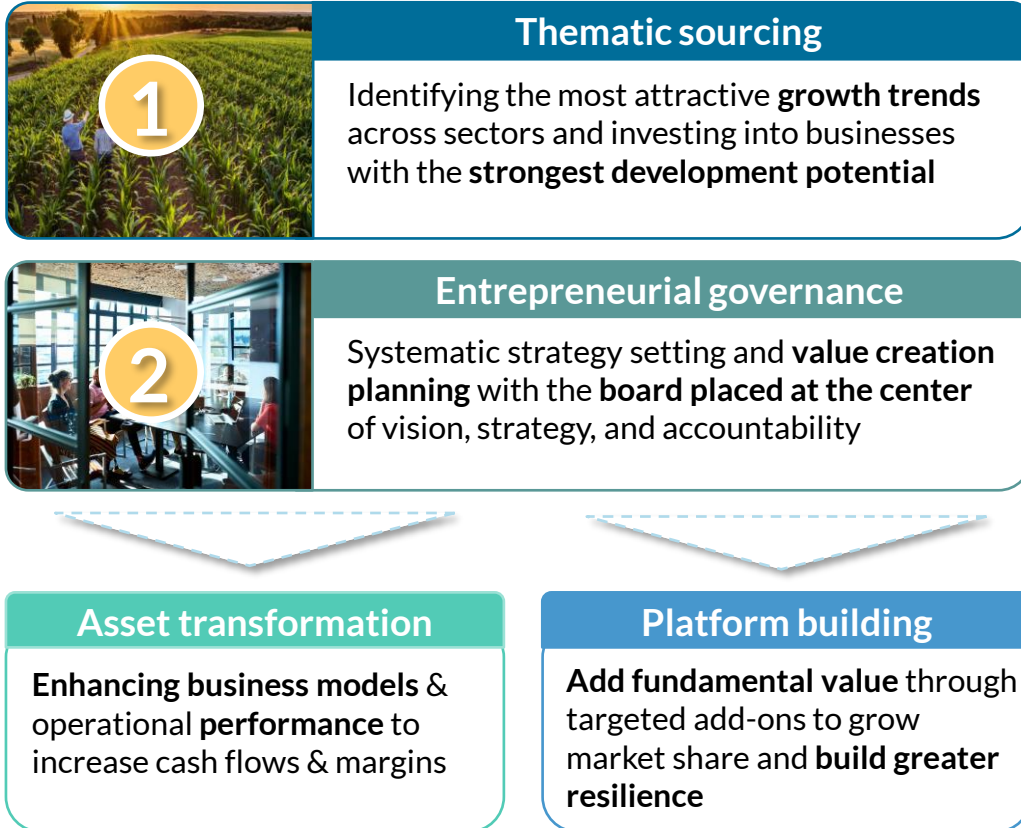 Thematic sourcing
1
Identifying the most attractive growth trends
across sectors and investing into businesses
with the strongest development potential
Entrepreneurial governance
2
Systematic strategy setting and value creation
planning with the board placed at the center
of vision, strategy, and accountability
Asset transformation
Enhancing business models &
operational performance to
increase cash flows & margins
Platform building
Add fundamental value through
targeted add-ons to grow
market share and build greater
resilience